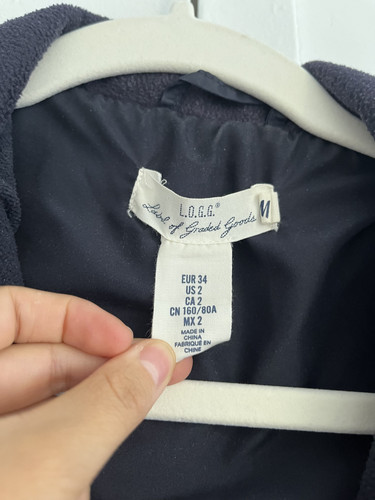 L.O.G.G.®
Label of Graded Goods
EUR 34
US 2
CA 2
CN 160/80A
MX 2
MADE IN
CHINA
FABRIQUÉ EN
CHINE